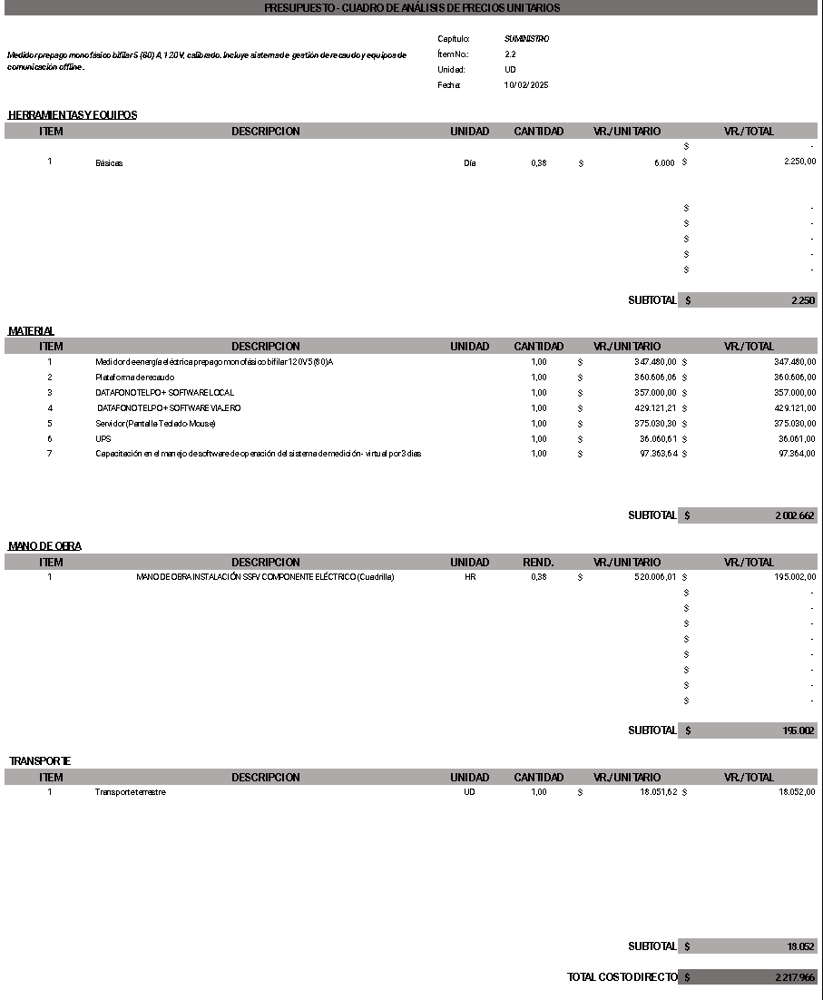 PRESUPUESTO - CUADRO DE ANÁLISIS DE PRECIOS UNITARIOS
Capítulo: SUMINISTRO
Medidor prepago monofásico bifilar 5 (80) A, 120V, calibrado. Incluye sistema de gestión de recaudo y equipos de comunicación offline.
Ítem No.: 2.2
Unidad: UD
Fecha: 10/02/2025
HERRAMIENTAS Y EQUIPOS
ITEM DESCRIPCION UNIDAD CANTIDAD VR./UNITARIO VR./TOTAL
$ -
1 Básicas Día 0,38 $ 6.000 $ 2.250,00
$ -
$ -
$ -
$ -
$ -
SUBTOTAL $ 2.250
MATERIAL
ITEM DESCRIPCION UNIDAD CANTIDAD VR./UNITARIO VR./TOTAL
1 Medidor de energía eléctrica prepago monofásico bifilar 120V 5 (80)A 1,00 $ 347.480,00 $ 347.480,00
2 Plataforma de recaudo 1,00 $ 360.606,06 $ 360.606,00
3 DATAFONO TELPO + SOFTWARE LOCAL 1,00 $ 357.000,00 $ 357.000,00
4 DATAFONO TELPO + SOFTWARE VIAJERO 1,00 $ 429.121,21 $ 429.121,00
5 Servidor (Pantalla-Teclado-Mouse) 1,00 $ 375.030,30 $ 375.030,00
6 UPS 1,00 $ 36.060,61 $ 36.061,00
7 Capacitación en el manejo de software de operación del sistema de medición- virtual por 3 dias 1,00 $ 97.363,64 $ 97.364,00
SUBTOTAL $ 2.002.662
MANO DE OBRA
ITEM DESCRIPCION UNIDAD REND. VR./UNITARIO VR./TOTAL
1 MANO DE OBRA INSTALACIÓN SSFV COMPONENTE ELÉCTRICO (Cuadrilla) HR 0,38 $ 520.006,01 $ 195.002,00
$ -
$ -
$ -
$ -
$ -
$ -
$ -
$ -
SUBTOTAL $ 195.002
TRANSPORTE
ITEM DESCRIPCION UNIDAD CANTIDAD VR./UNITARIO VR./TOTAL
1 Transporte terrestre UD 1,00 $ 18.051,62 $ 18.052,00
SUBTOTAL $ 18.052
TOTAL COSTO DIRECTO $ 2.217.966